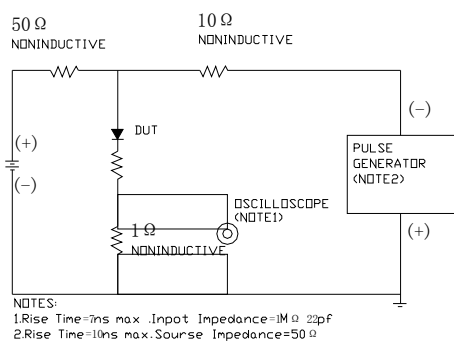 50 Ω
NONINDUCTIVE
10 Ω
NONINDUCTIVE
(+)
(-)
DUT
1 Ω
NONINDUCTIVE
OSCILLOSCOPE
(NOTE1)
(-)
PULSE
GENERATOR
(NOTE2)
(+)
NOTES:
1.Rise Time=7ns max .Inpot Impedance=1M Ω 22pf
2.Rise Time=10ns max.Sourse Impedance=50 Ω